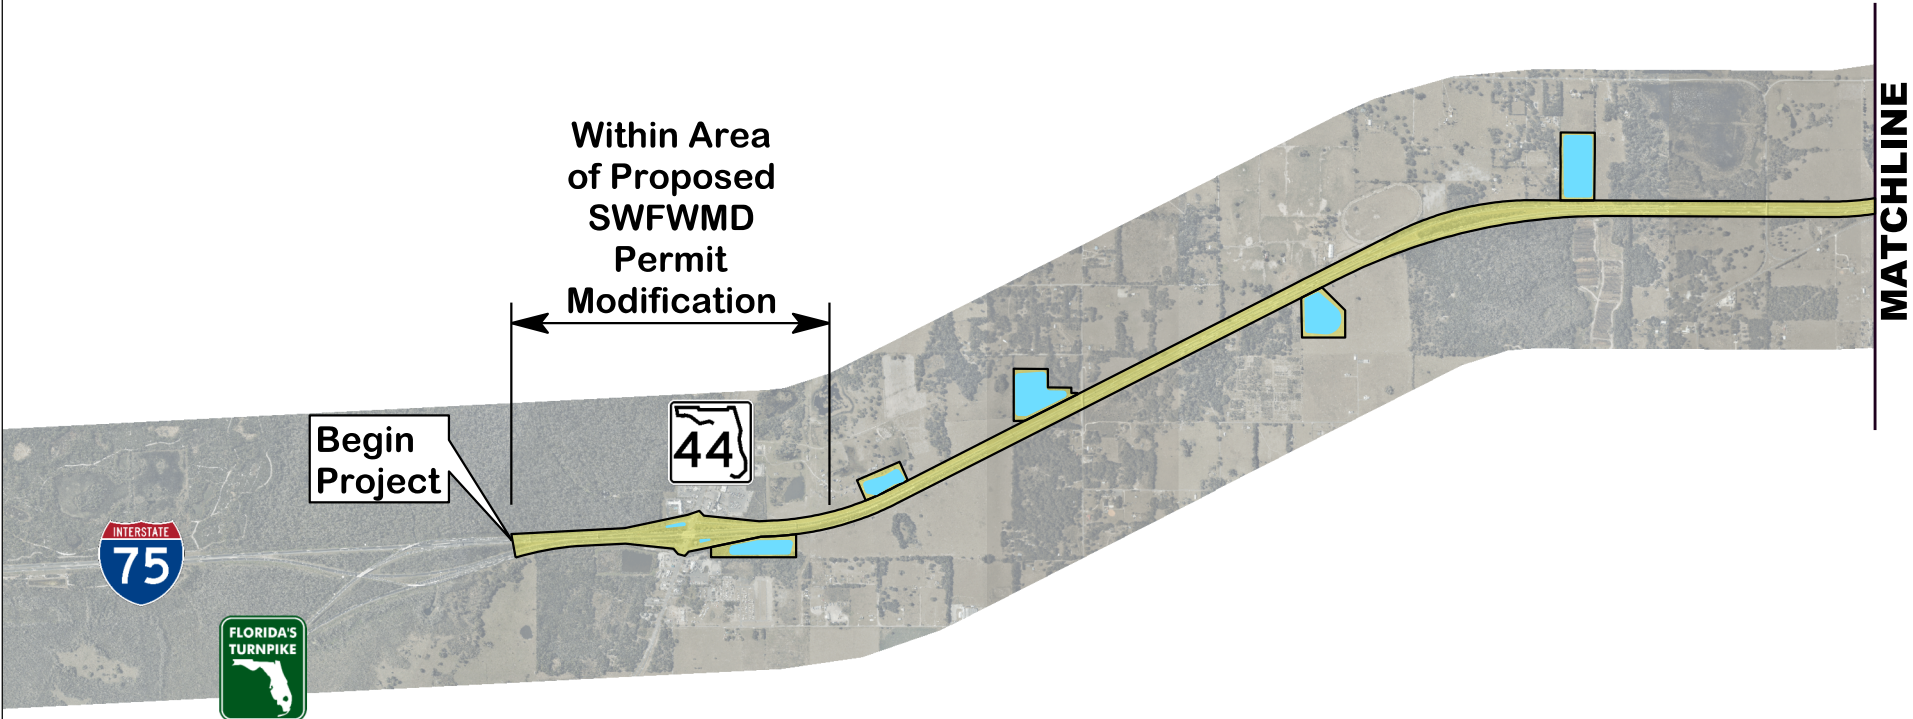 Within Area
of Proposed
SWFWMD
Permit
Modification
MATCHLINE
44
Begin
Project
INTERSTATE
75
FLORIDA'S
TURNPIKE